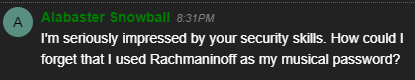 A
Alabaster Snowball 8:31PM
I'm seriously impressed by your security skills. How could I
forget that I used Rachmaninoff as my musical password?